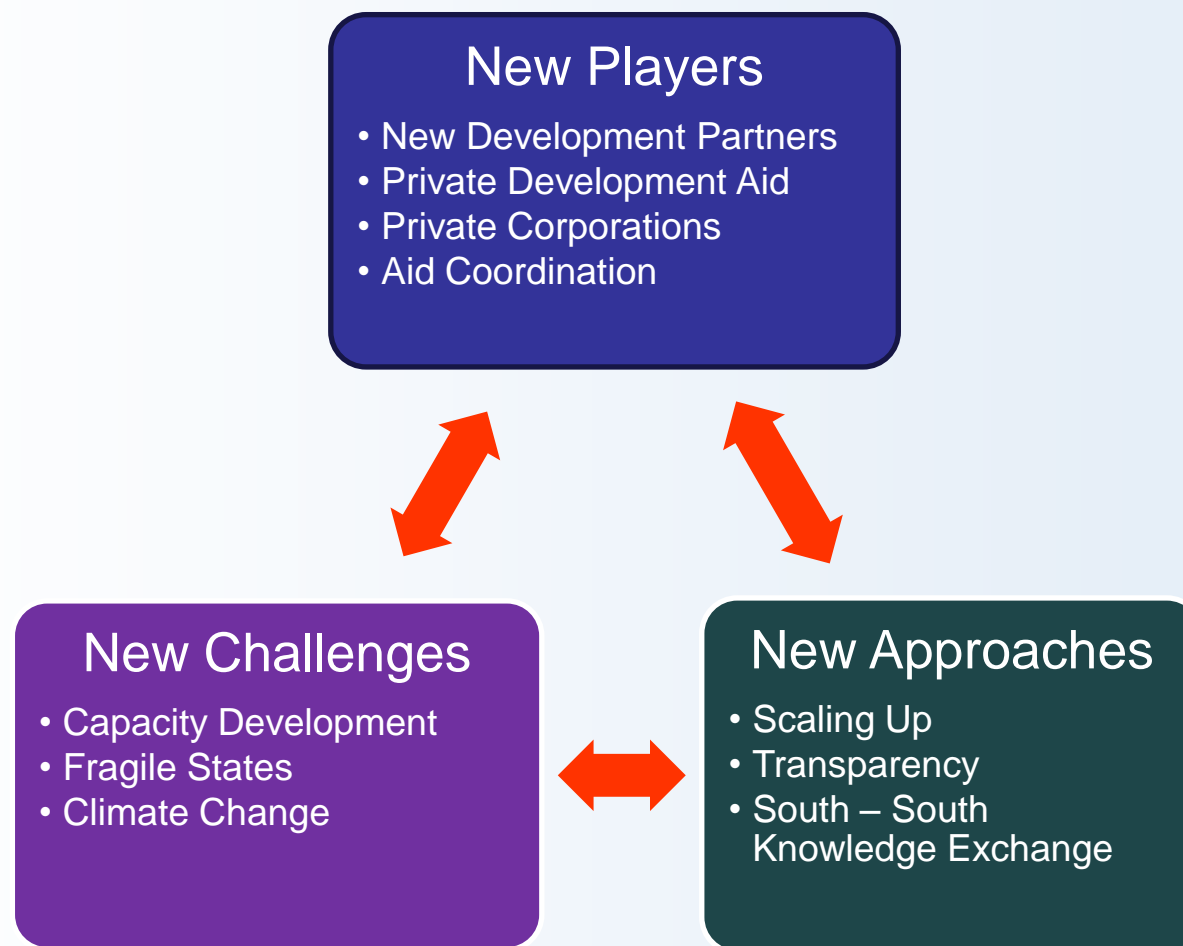 New Players
• New Development Partners
• Private Development Aid
• Private Corporations
• Aid Coordination
New Challenges
• Capacity Development
• Fragile States
• Climate Change
New Approaches
• Scaling Up
• Transparency
• South – South
Knowledge Exchange